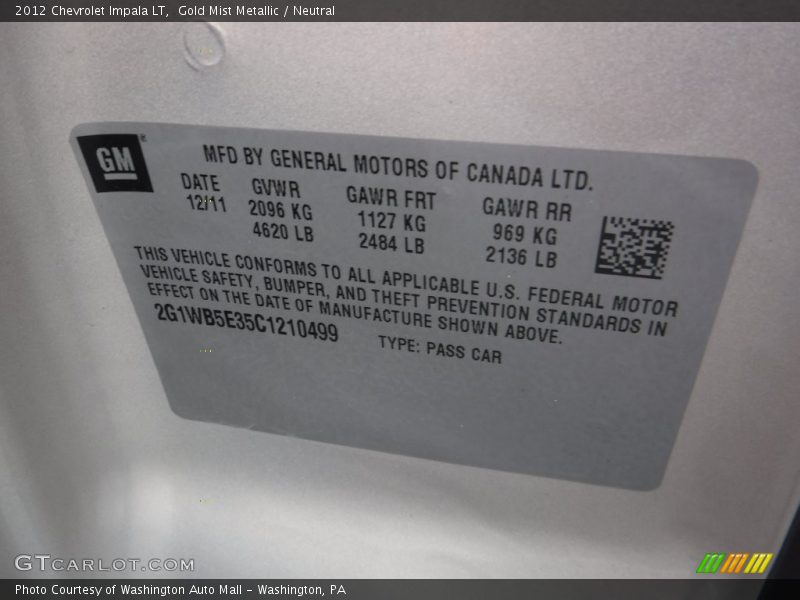 2012 Chevrolet Impala LT,  Gold Mist Metallic / Neutral
GM
MFD BY GENERAL MOTORS OF CANADA LTD.
DATE GVWR GAWR FRT GAWR RR
12/11 2096 KG 1127 KG 969 KG
4620 LB 2484 LB 2136 LB
THIS VEHICLE CONFORMS TO ALL APPLICABLE U.S. FEDERAL MOTOR
VEHICLE SAFETY, BUMPER, AND THEFT PREVENTION STANDARDS IN
EFFECT ON THE DATE OF MANUFACTURE SHOWN ABOVE.
2G1WB5E35C1210499 TYPE: PASS CAR
GTCARLOT.COM
Photo Courtesy of Washington Auto Mall - Washington, PA